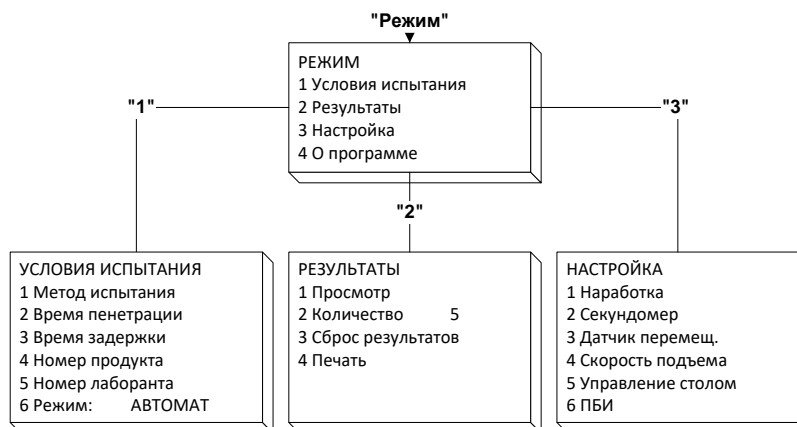 "Режим"
РЕЖИМ
1 Условия испытания
2 Результаты
3 Настройка
4 О программе
"1"
"3"
"2"
УСЛОВИЯ ИСПЫТАНИЯ
1 Метод испытания
2 Время пенетрации
3 Время задержки
4 Номер продукта
5 Номер лаборанта
6 Режим: АВТОМАТ
РЕЗУЛЬТАТЫ
1 Просмотр
2 Количество 5
3 Сброс результатов
4 Печать
НАСТРОЙКА
1 Наработка
2 Секундомер
3 Датчик перемещ.
4 Скорость подъема
5 Управление столом
6 ПБИ